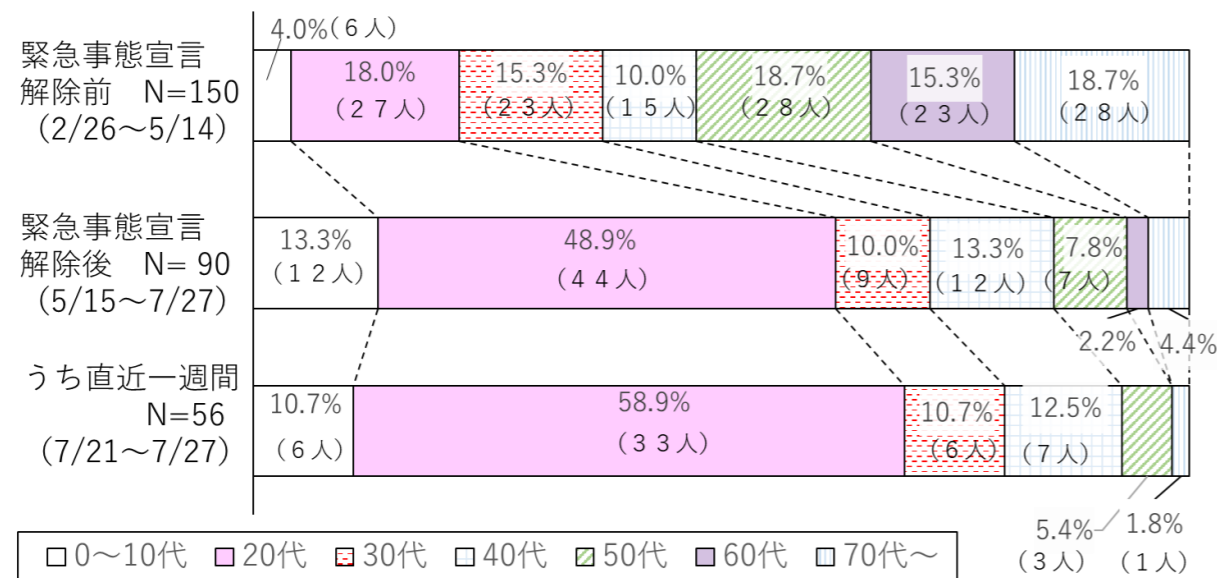 4.0%(６人)
緊急事態宣言
解除前　N=150
(2/26～5/14)
18.0%
(２７人)
15.3%
(２３人)
10.0%
(１５人)
18.7%
(２８人)
15.3%
(２３人)
18.7%
(２８人)
緊急事態宣言
解除後　N= 90
(5/15～7/27)
13.3%
(１２人)
48.9%
(４４人)
10.0%
(９人)
13.3%
(１２人)
7.8%
(７人)
2.2%
4.4%
うち直近一週間
N=56
(7/21～7/27)
10.7%
(６人)
58.9%
(３３人)
10.7%
(６人)
12.5%
(７人)
5.4%
(３人)
1.8%
(１人)
0～10代 20代 30代 40代 50代 60代 70代～